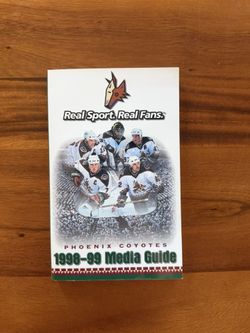 Real Sport. Real Fans.
PHOENIX COYOTES
1998-99 Media Guide